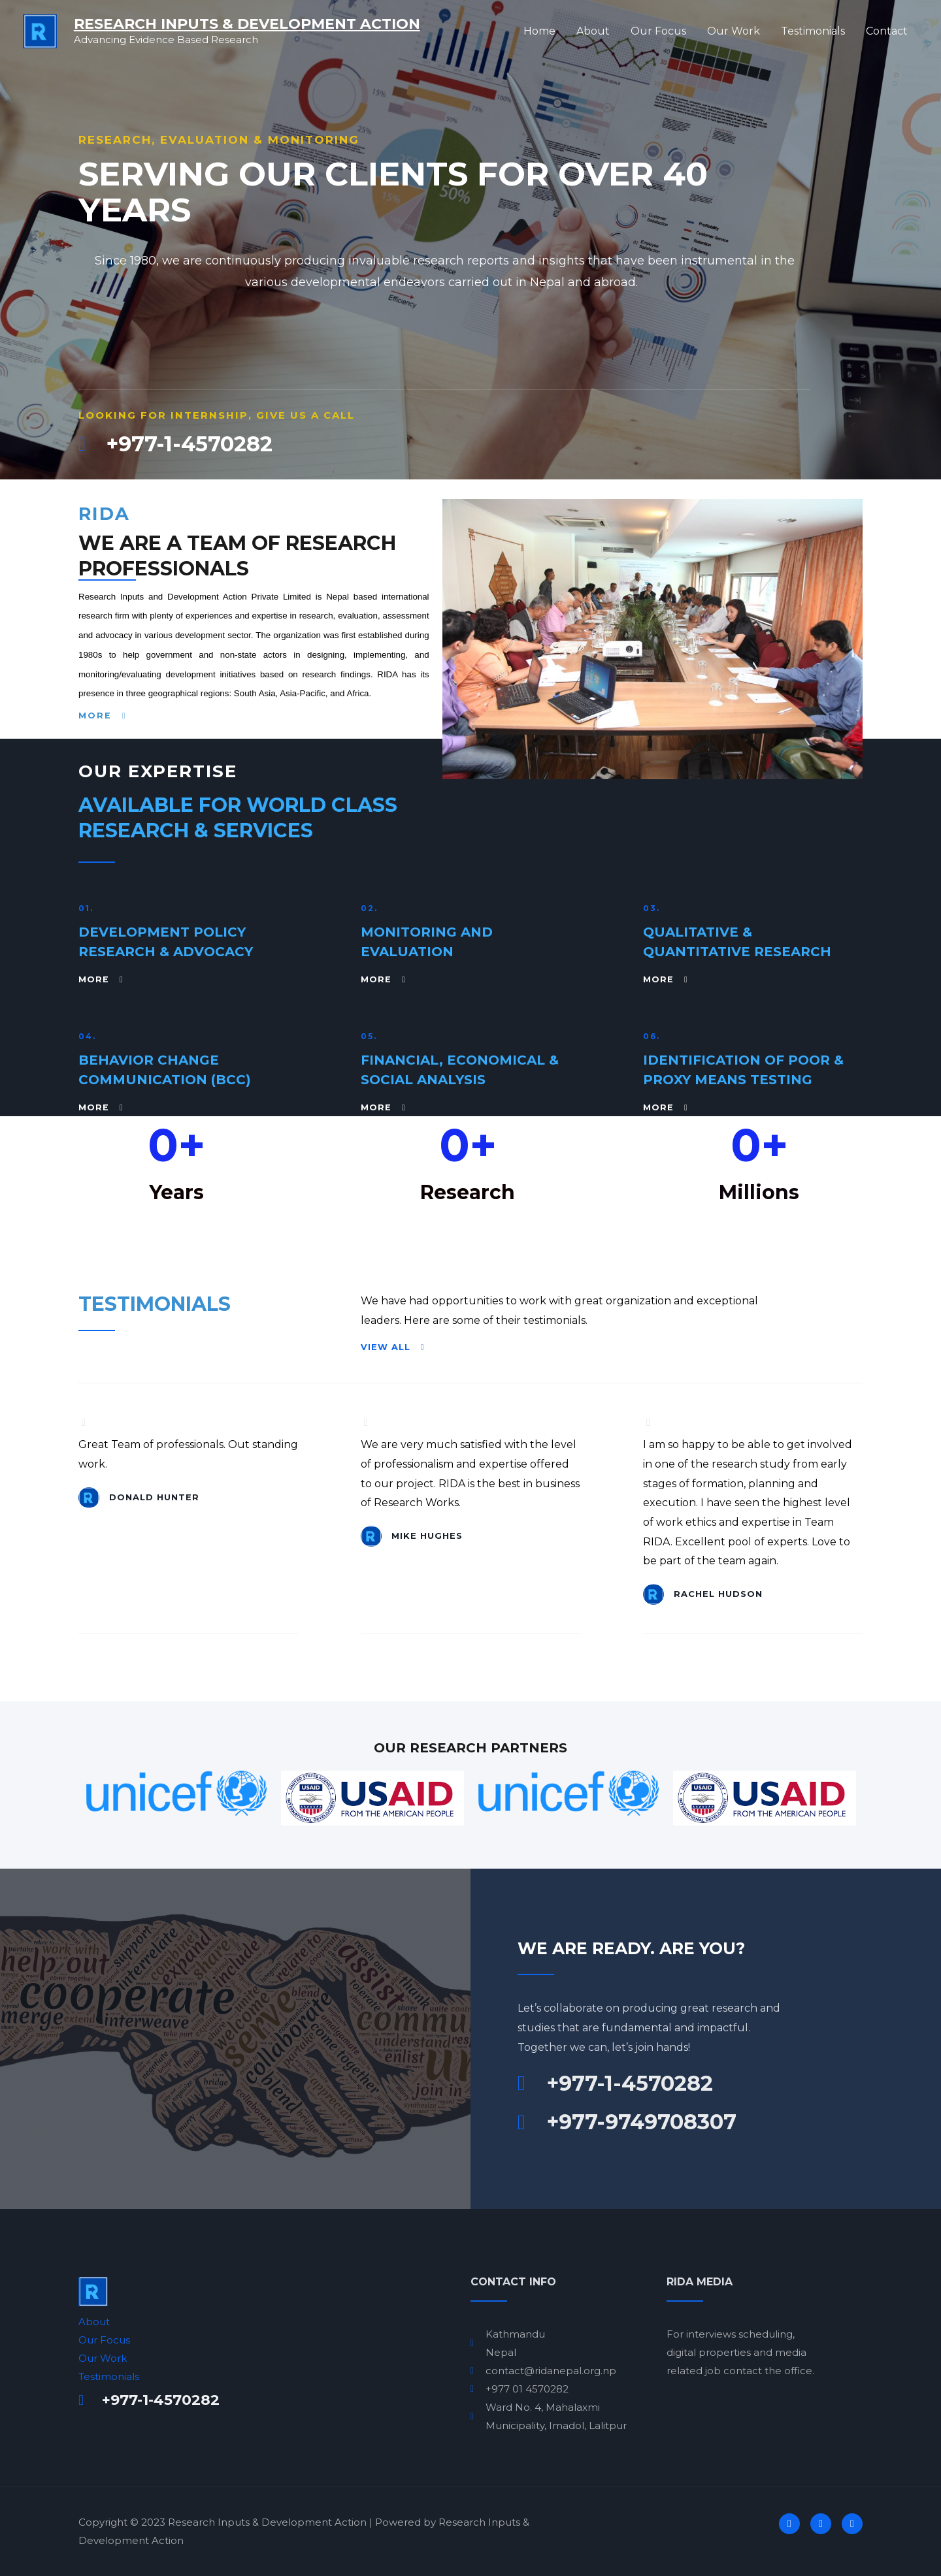 RESEARCH INPUTS & DEVELOPMENT ACTION
Advancing Evidence Based Research
Home About Our Focus Our Work Testimonials Contact
RESEARCH, EVALUATION & MONITORING
SERVING OUR CLIENTS FOR OVER 40
YEARS
50%
Since 1980, we are continuously producing invaluable research reports and insights that have been instrumental in the
various developmental endeavors carried out in Nepal and abroad.
LOOKING FOR INTERNSHIP, GIVE US A CALL
+977-1-4570282
RIDA
WE ARE A TEAM OF RESEARCH
PROFESSIONALS
Research Inputs and Development Action Private Limited is Nepal based international
research firm with plenty of experiences and expertise in research, evaluation, assessment
and advocacy in various development sector. The organization was first established during
1980s to help government and non-state actors in designing, implementing, and
monitoring/evaluating development initiatives based on research findings. RIDA has its
presence in three geographical regions: South Asia, Asia-Pacific, and Africa.
MORE
OUR EXPERTISE
AVAILABLE FOR WORLD CLASS
RESEARCH & SERVICES
01. 02. 03.
DEVELOPMENT POLICY MONITORING AND QUALITATIVE &
RESEARCH & ADVOCACY EVALUATION QUANTITATIVE RESEARCH
MORE MORE MORE
04. 05. 06.
BEHAVIOR CHANGE FINANCIAL, ECONOMICAL & IDENTIFICATION OF POOR &
COMMUNICATION (BCC) SOCIAL ANALYSIS PROXY MEANS TESTING
MORE MORE MORE
0+ 0+ 0+
Years Research Millions
TESTIMONIALS
We have had opportunities to work with great organization and exceptional
leaders. Here are some of their testimonials.
VIEW ALL
Great Team of professionals. Out standing
work.
R DONALD HUNTER
We are very much satisfied with the level
of professionalism and expertise offered
to our project. RIDA is the best in business
of Research Works.
R MIKE HUGHES
I am so happy to be able to get involved
in one of the research study from early
stages of formation, planning and
execution. I have seen the highest level
of work ethics and expertise in Team
RIDA. Excellent pool of experts. Love to
be part of the team again.
R RACHEL HUDSON
OUR RESEARCH PARTNERS
unicef USAID unicef USAID
FROM THE AMERICAN PEOPLE FROM THE AMERICAN PEOPLE
work with
help out
support
interrelate
cooperate
merge
interweave
welcome
collaborate
blend
assist
share
unite
join in
WE ARE READY. ARE YOU?
Let's collaborate on producing great research and
studies that are fundamental and impactful.
Together we can, let's join hands!
+977-1-4570282
+977-9749708307
R
About
Our Focus
Our Work
Testimonials
+977-1-4570282
CONTACT INFO
Kathmandu
Nepal
contact@ridanepal.org.np
+977 01 4570282
Ward No. 4, Mahalaxmi
Municipality, Imadol, Lalitpur
RIDA MEDIA
For interviews scheduling,
digital properties and media
related job contact the office.
Copyright © 2023 Research Inputs & Development Action | Powered by Research Inputs &
Development Action